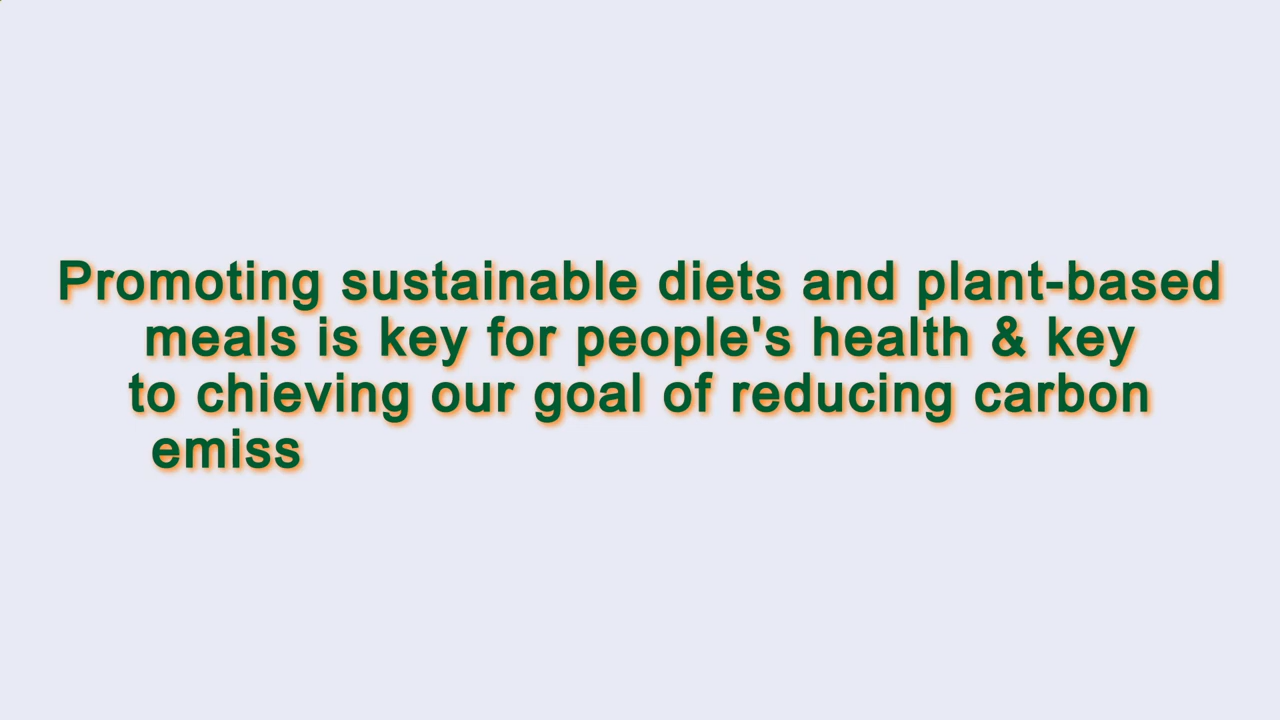 Promoting sustainable diets and plant-based
meals is key for people's health & key
to chieving our goal of reducing carbon
emiss